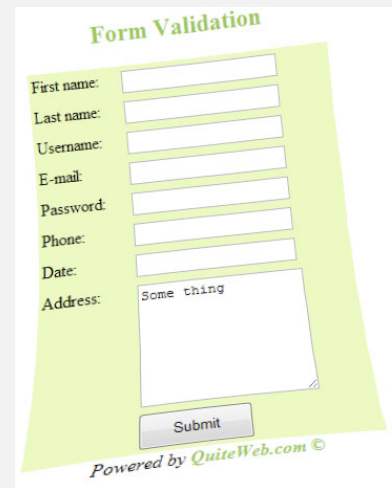 Form Validation
First name:
Last name:
Username:
E-mail:
Password:
Phone:
Date:
Address: Some thing
Submit
Powered by QuiteWeb.com ©